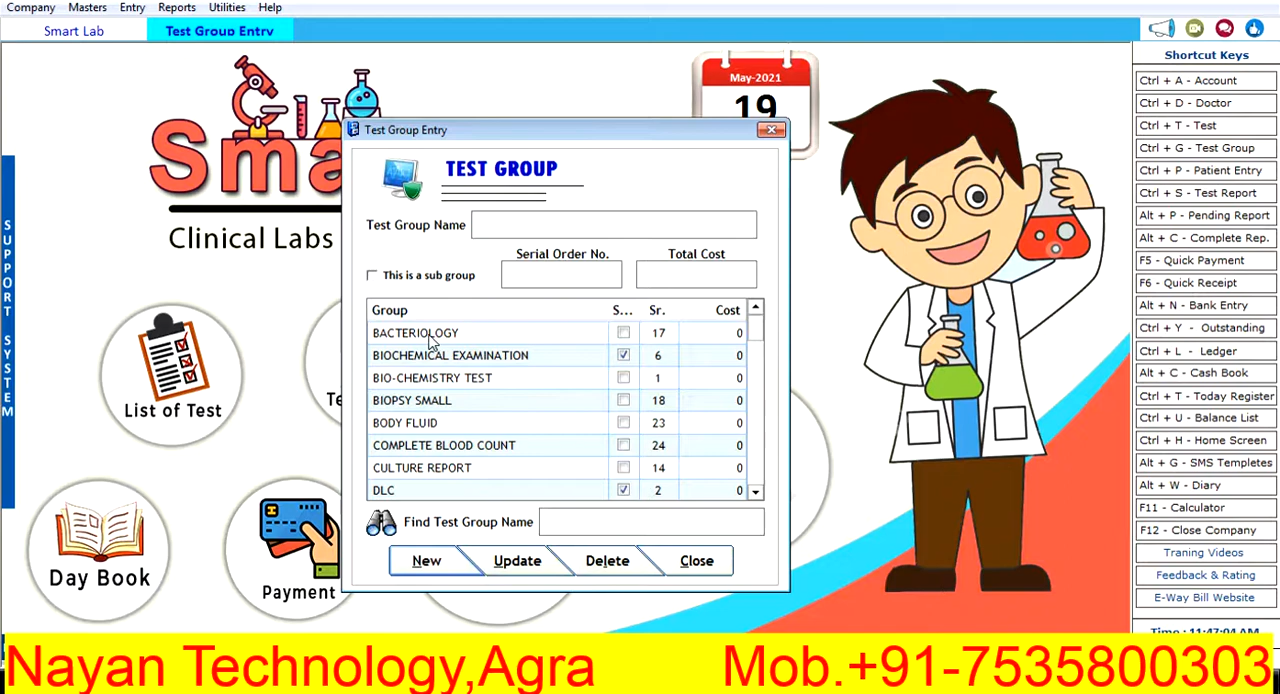 Company Masters Entry Reports Utilities Help
Smart Lab Test Group Entry
Shortcut Keys
Ctrl + A - Account
Ctrl + D - Doctor
Ctrl + T - Test
Ctrl + G - Test Group
Ctrl + P - Patient Entry
Ctrl + S - Test Report
Alt + P - Pending Report
Alt + C - Complete Rep.
F5 - Quick Payment
F6 - Quick Receipt
Alt + N - Bank Entry
Ctrl + Y - Outstanding
Ctrl + L - Ledger
Alt + C - Cash Book
Ctrl + T - Today Register
Ctrl + U - Balance List
Ctrl + H - Home Screen
Alt + G - SMS Templetes
Alt + W - Diary
F11 - Calculator
F12 - Close Company
Traning Videos
Feedback & Rating
E-Way Bill Website
Time : 11:47:04 AM
SUPPORT SYSTEM
Sma
Clinical Labs
May-2021
19
List of Test
Te
Day Book
Payment
Test Group Entry
TEST GROUP
Test Group Name
Serial Order No. Total Cost
This is a sub group
Group S... Sr. Cost
BACTERIOLOGY 17 0
BIOCHEMICAL EXAMINATION 6 0
BIO-CHEMISTRY TEST 1 0
BIOPSY SMALL 18 0
BODY FLUID 23 0
COMPLETE BLOOD COUNT 24 0
CULTURE REPORT 14 0
DLC 2 0
Find Test Group Name
New Update Delete Close
Nayan Technology,Agra Mob.+91-7535800303